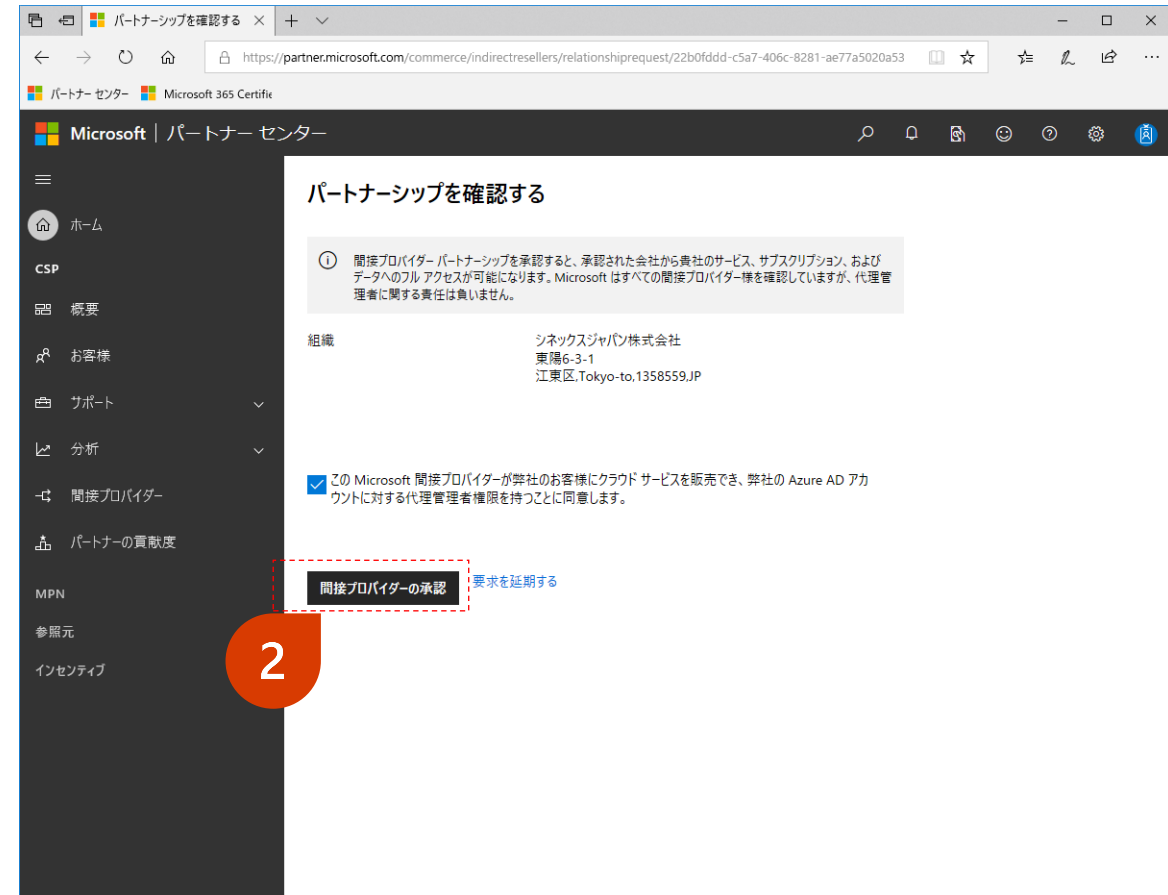 パートナーシップを確認する
https://partner.microsoft.com/commerce/indirectresellers/relationshiprequest/22b0fddd-c5a7-406c-8281-ae77a5020a53
パートナー センター Microsoft 365 Certifie
Microsoft | パートナー センター
ホーム
CSP
概要
お客様
サポート
分析
間接プロバイダー
パートナーの貢献度
MPN
参照元
インセンティブ
パートナーシップを確認する
間接プロバイダー パートナーシップを承認すると、承認された会社から貴社のサービス、サブスクリプション、および
データへのフル アクセスが可能になります。Microsoft はすべての間接プロバイダー様を確認していますが、代理管
理者に関する責任は負いません。
組織
シネックスジャパン株式会社
東陽6-3-1
江東区,Tokyo-to,1358559,JP
この Microsoft 間接プロバイダーが弊社のお客様にクラウド サービスを販売でき、弊社の Azure AD アカ
ウントに対する代理管理者権限を持つことに同意します。
間接プロバイダーの承認 要求を延期する
2